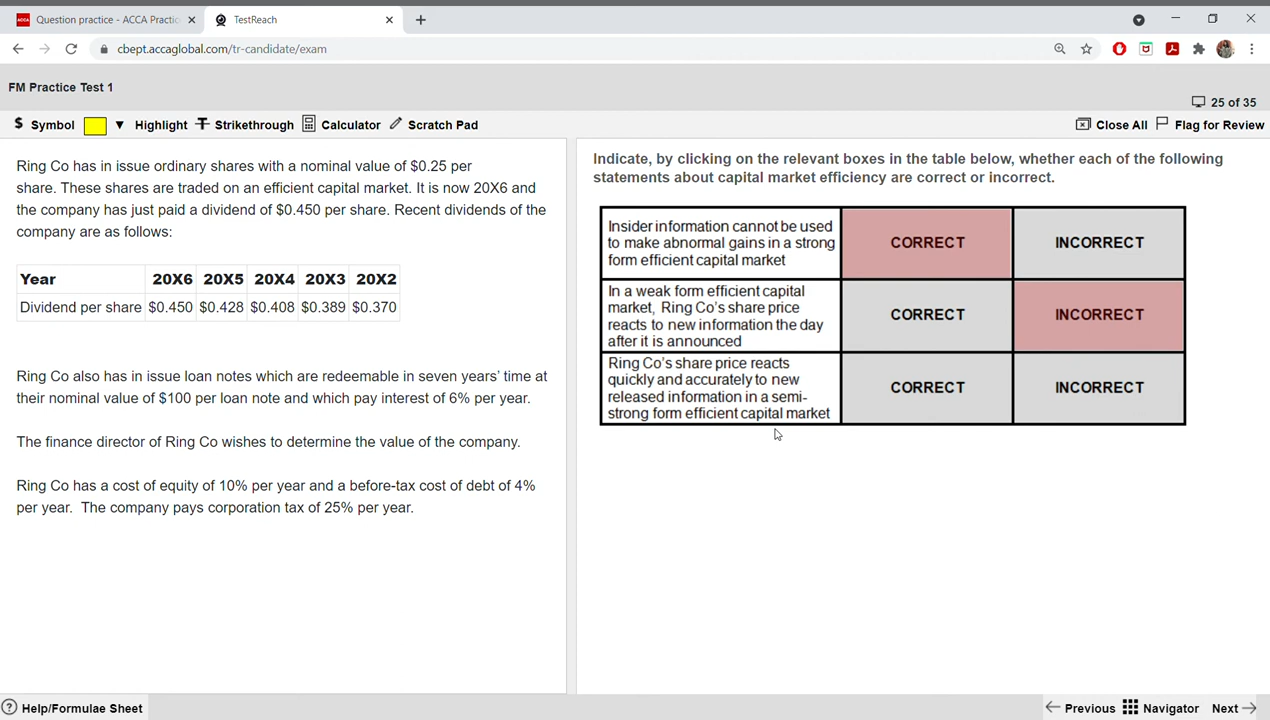 Question practice - ACCA Practic
TestReach
cbept.accaglobal.com/tr-candidate/exam
FM Practice Test 1
25 of 35
$ Symbol Highlight T Strikethrough Calculator Scratch Pad
Close All Flag for Review
Ring Co has in issue ordinary shares with a nominal value of $0.25 per
share. These shares are traded on an efficient capital market. It is now 20X6 and
the company has just paid a dividend of $0.450 per share. Recent dividends of the
company are as follows:
Year 20X6 20X5 20X4 20X3 20X2
Dividend per share $0.450 $0.428 $0.408 $0.389 $0.370
Ring Co also has in issue loan notes which are redeemable in seven years' time at
their nominal value of $100 per loan note and which pay interest of 6% per year.
The finance director of Ring Co wishes to determine the value of the company.
Ring Co has a cost of equity of 10% per year and a before-tax cost of debt of 4%
per year. The company pays corporation tax of 25% per year.
Indicate, by clicking on the relevant boxes in the table below, whether each of the following
statements about capital market efficiency are correct or incorrect.
Insider information cannot be used
to make abnormal gains in a strong
form efficient capital market
CORRECT INCORRECT
In a weak form efficient capital
market, Ring Co's share price
reacts to new information the day
after it is announced
CORRECT INCORRECT
Ring Co's share price reacts
quickly and accurately to new
released information in a semi-
strong form efficient capital market
CORRECT INCORRECT
? Help/Formulae Sheet
Previous Navigator Next